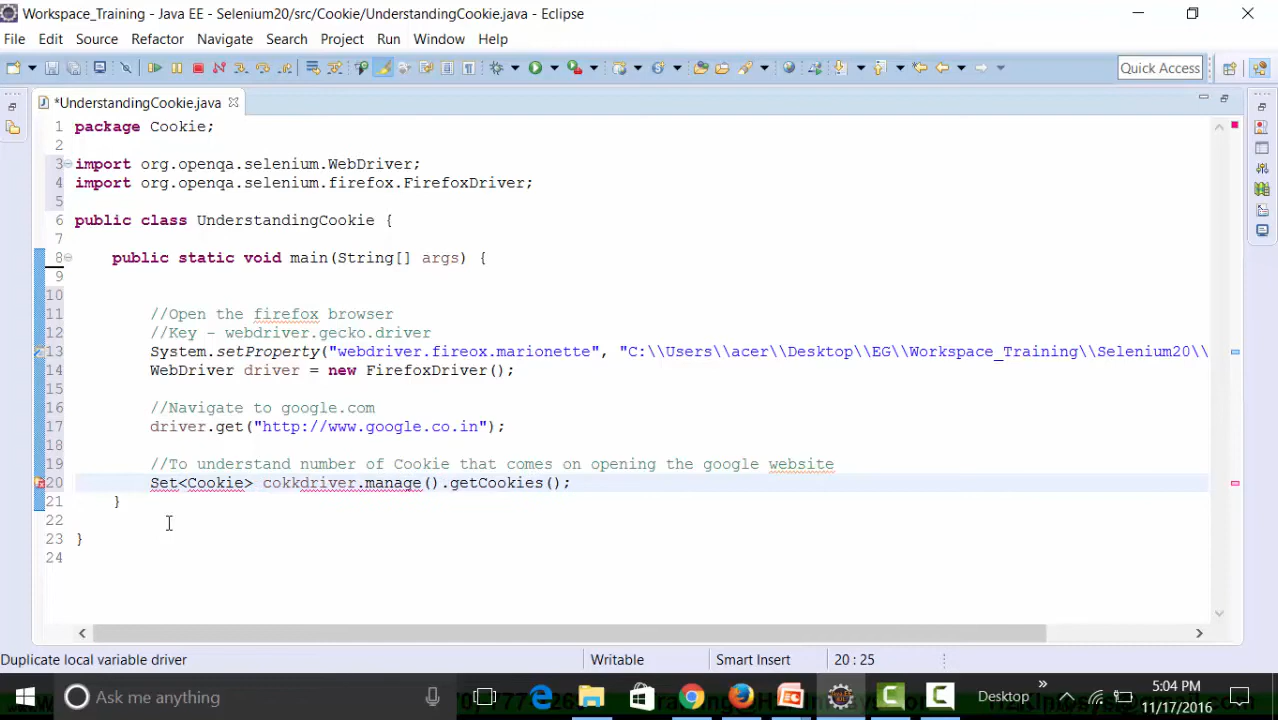 Workspace_Training - Java EE - Selenium20/src/Cookie/UnderstandingCookie.java - Eclipse
File Edit Source Refactor Navigate Search Project Run Window Help
Quick Access
*UnderstandingCookie.java
1 package Cookie;
2
3 import org.openqa.selenium.WebDriver;
4 import org.openqa.selenium.firefox.FirefoxDriver;
5
6 public class UnderstandingCookie {
7
8 public static void main(String[] args) {
9
10
11 //Open the firefox browser
12 //Key - webdriver.gecko.driver
13 System.setProperty("webdriver.fireox.marionette", "C:\\Users\\acer\\Desktop\\EG\\Workspace_Training\\Selenium20\\
14 WebDriver driver = new FirefoxDriver();
15
16 //Navigate to google.com
17 driver.get("http://www.google.co.in");
18
19 //To understand number of Cookie that comes on opening the google website
20 Set<Cookie> cokkdriver.manage().getCookies();
21 }
22
23 }
24
Duplicate local variable driver Writable Smart Insert 20 : 25
Ask me anything
Desktop
5:04 PM
11/17/2016